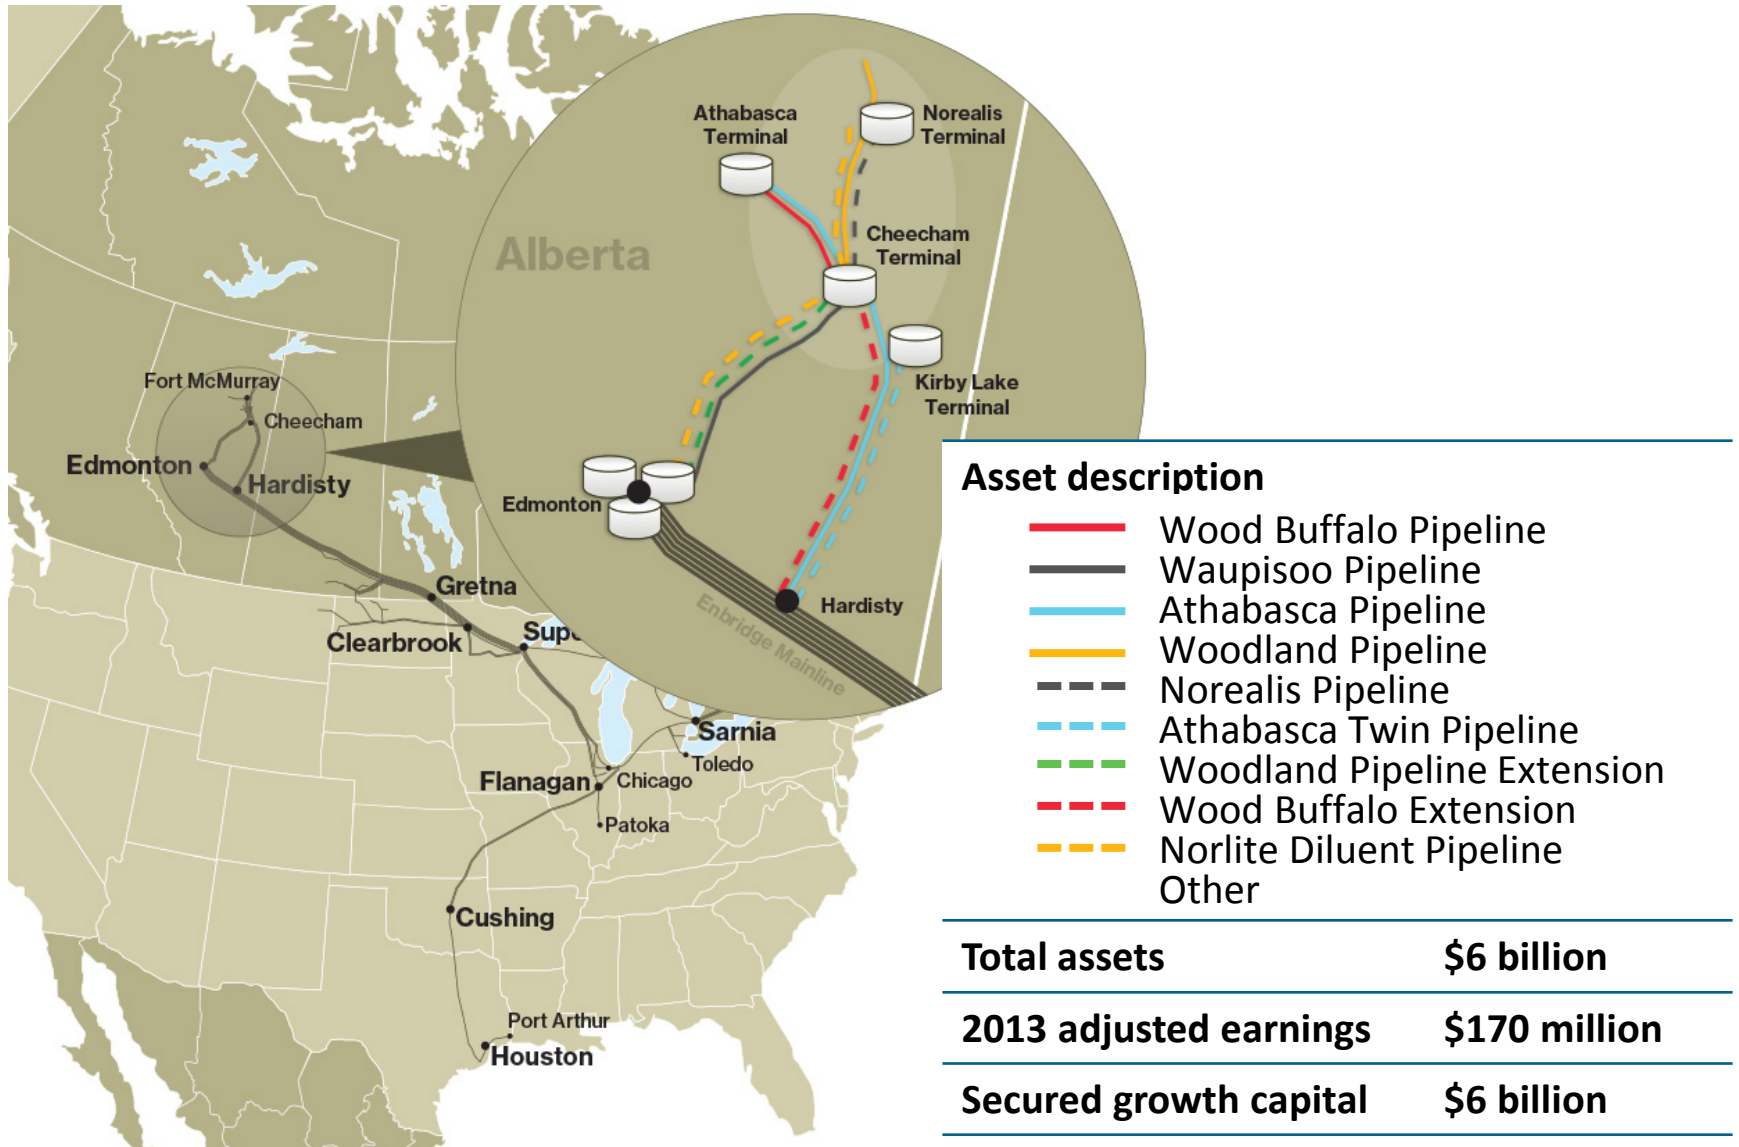 Athabasca
Terminal
Norealis
Terminal
Cheecham
Terminal
Alberta
Kirby Lake
Terminal
Edmonton
Hardisty
Enbridge Mainline
Fort McMurray
Cheecham
Edmonton
Hardisty
Gretna
Clearbrook
Supe
Sarnia
Toledo
Flanagan
Chicago
Patoka
Cushing
Port Arthur
Houston
Asset description
Wood Buffalo Pipeline
Waupisoo Pipeline
Athabasca Pipeline
Woodland Pipeline
Norealis Pipeline
Athabasca Twin Pipeline
Woodland Pipeline Extension
Wood Buffalo Extension
Norlite Diluent Pipeline
Other
Total assets $6 billion
2013 adjusted earnings $170 million
Secured growth capital $6 billion